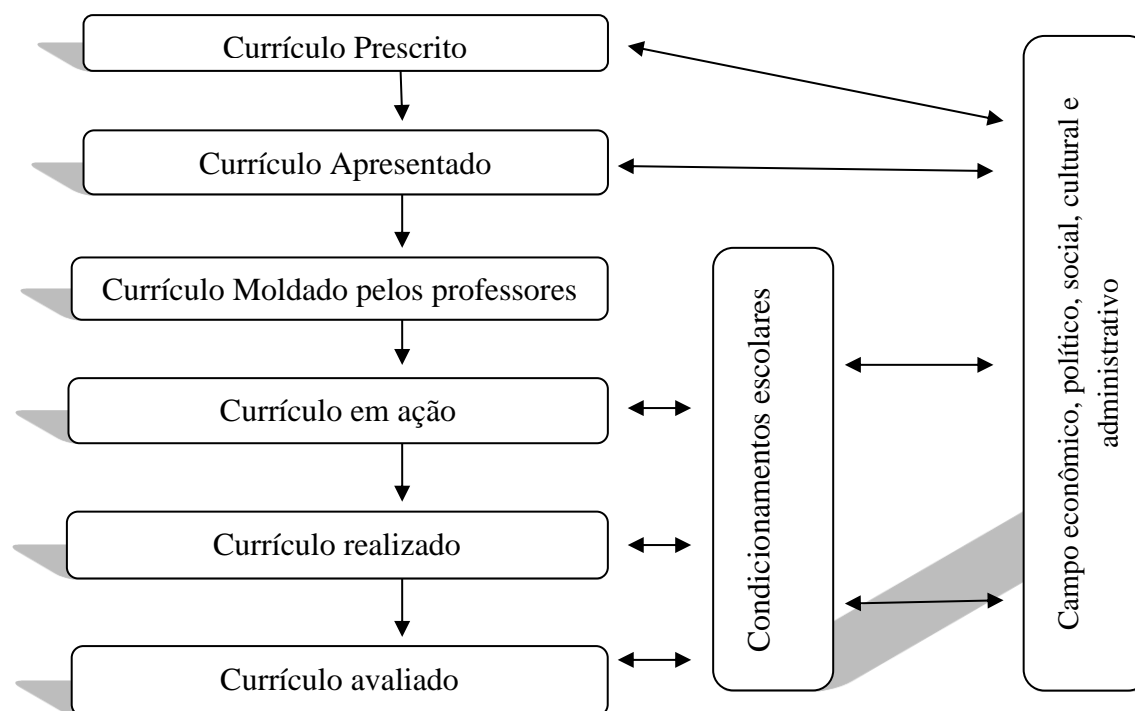 Currículo Prescrito
Currículo Apresentado
Currículo Moldado pelos professores
Currículo em ação
Currículo realizado
Currículo avaliado
Condicionamentos escolares
Campo econômico, político, social, cultural e
administrativo